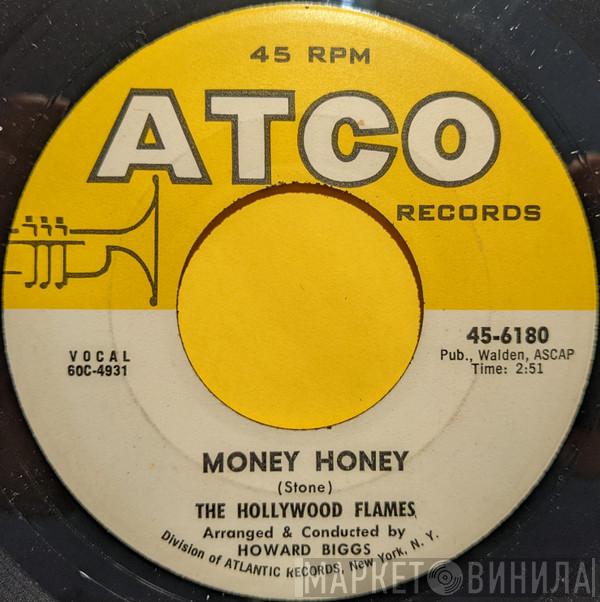 45 RPM
ATCO
RECORDS
VOCAL
60C-4931
45-6180
Pub., Walden, ASCAP
Time: 2:51
MONEY HONEY
(Stone)
THE HOLLYWOOD FLAMES
Arranged & Conducted by
HOWARD BIGGS
Division of ATLANTIC RECORDS, New York, N. Y.
МАРКЕТ ВИНИЛА